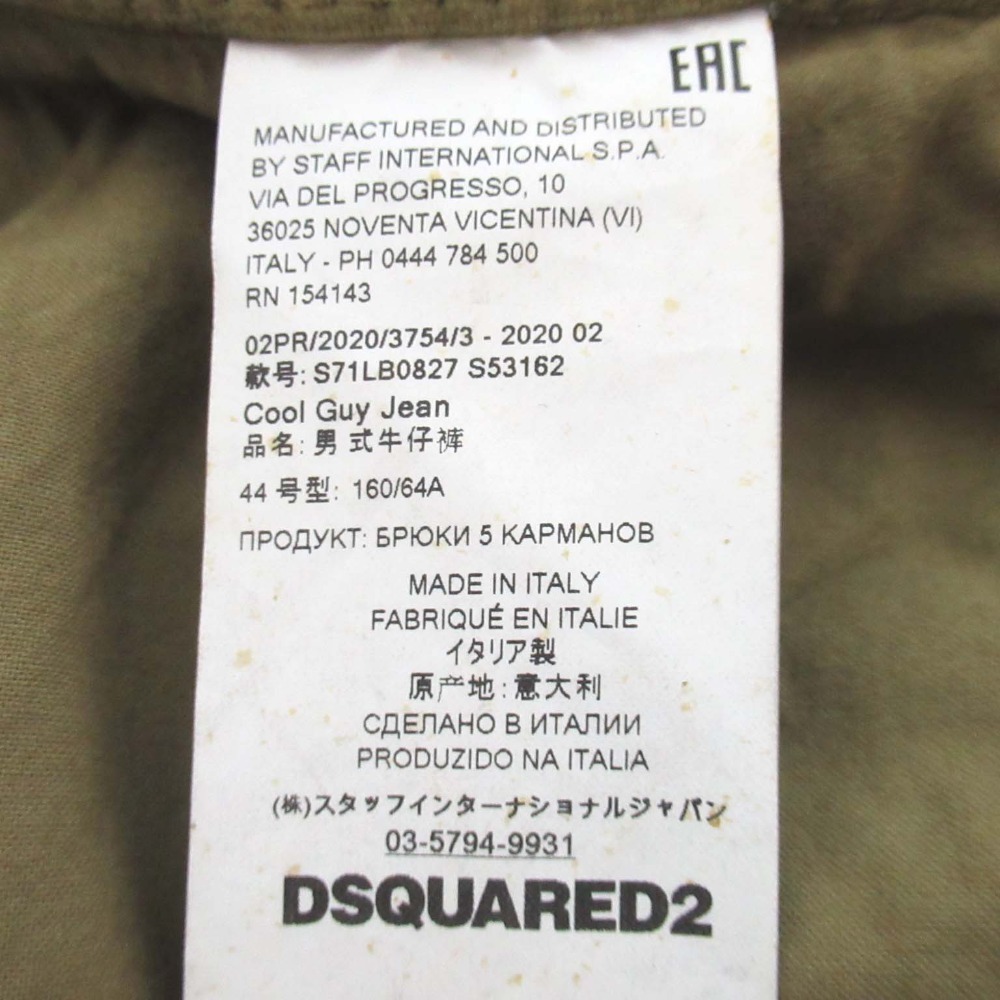 EAC
MANUFACTURED AND DISTRIBUTED
BY STAFF INTERNATIONAL S.P.A.
VIA DEL PROGRESSO, 10
36025 NOVENTA VICENTINA (VI)
ITALY - PH 0444 784 500
RN 154143
02PR/2020/3754/3 - 2020 02
款号: S71LB0827 S53162
Cool Guy Jean
品名: 男式牛仔裤
44 号型: 160/64A
ПРОДУКТ: БРЮКИ 5 КАРМАНОВ
MADE IN ITALY
FABRIQUÉ EN ITALIE
イタリア製
原产地: 意大利
СДЕЛАНО В ИТАЛИИ
PRODUZIDO NA ITALIA
(株)スタッフインターナショナルジャパン
03-5794-9931
DSQUARED2